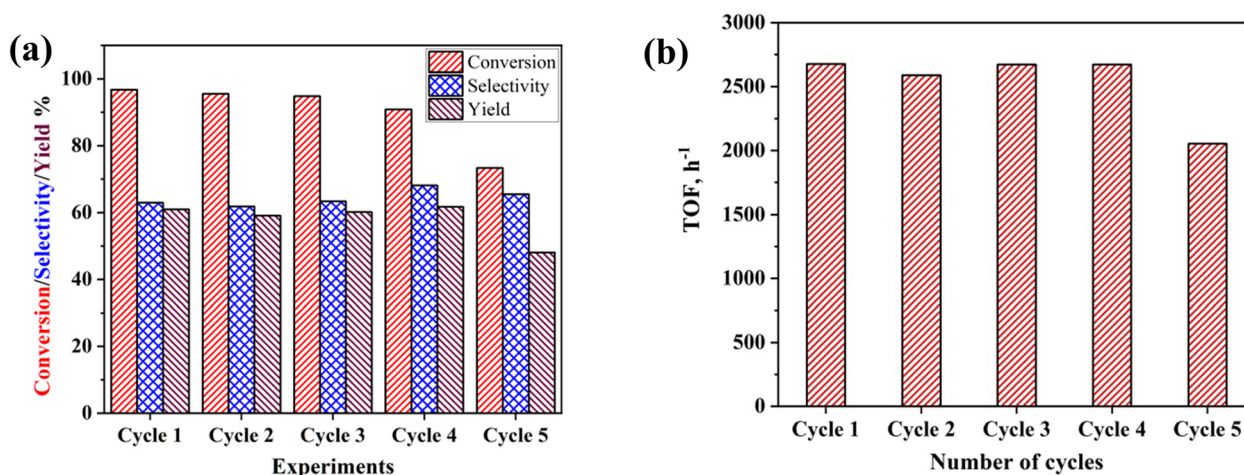 (a)
Conversion/Selectivity/Yield %
100
80
60
40
20
0
Conversion
Selectivity
Yield
Cycle 1 Cycle 2 Cycle 3 Cycle 4 Cycle 5
Experiments
(b)
TOF, h-1
3000
2500
2000
1500
1000
500
0
Cycle 1 Cycle 2 Cycle 3 Cycle 4 Cycle 5
Number of cycles